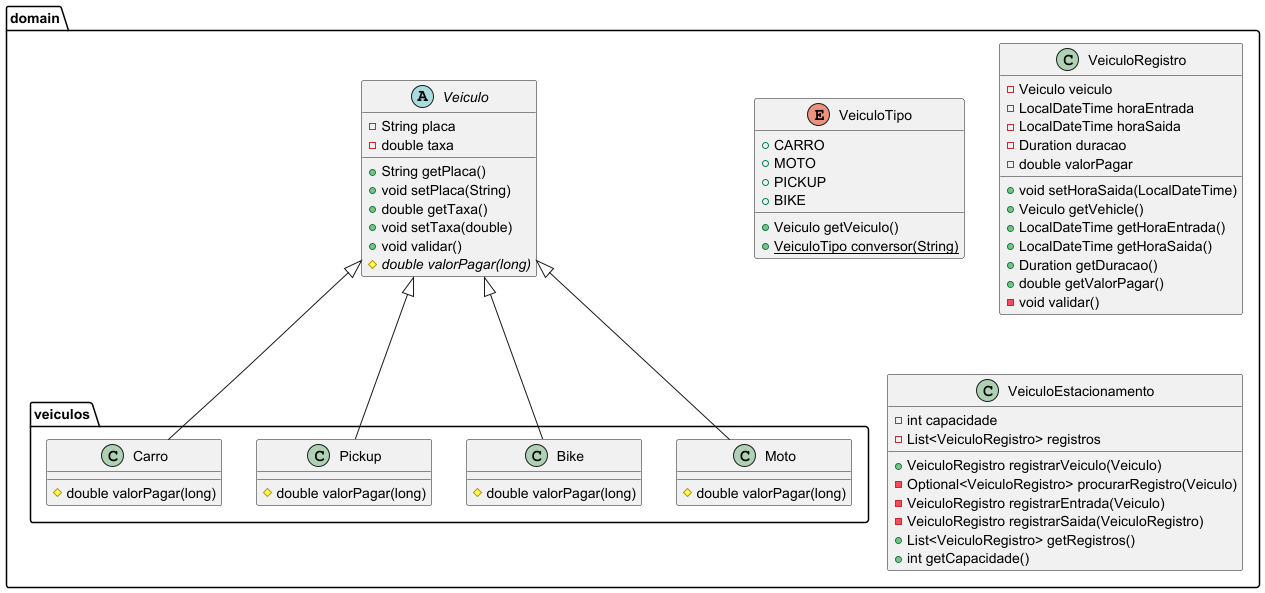 domain
A Veiculo
String placa
double taxa
String getPlaca()
void setPlaca(String)
double getTaxa()
void setTaxa(double)
void validar()
double valorPagar(long)
E VeiculoTipo
CARRO
MOTO
PICKUP
BIKE
Veiculo getVeiculo()
VeiculoTipo conversor(String)
C VeiculoRegistro
Veiculo veiculo
LocalDateTime horaEntrada
LocalDateTime horaSaida
Duration duracao
double valorPagar
void setHoraSaida(LocalDateTime)
Veiculo getVehicle()
LocalDateTime getHoraEntrada()
LocalDateTime getHoraSaida()
Duration getDuracao()
double getValorPagar()
void validar()
veiculos
C Carro
double valorPagar(long)
C Pickup
double valorPagar(long)
C Bike
double valorPagar(long)
C Moto
double valorPagar(long)
C VeiculoEstacionamento
int capacidade
List<VeiculoRegistro> registros
VeiculoRegistro registrarVeiculo(Veiculo)
Optional<VeiculoRegistro> procurarRegistro(Veiculo)
VeiculoRegistro registrarEntrada(Veiculo)
VeiculoRegistro registrarSaida(VeiculoRegistro)
List<VeiculoRegistro> getRegistros()
int getCapacidade()